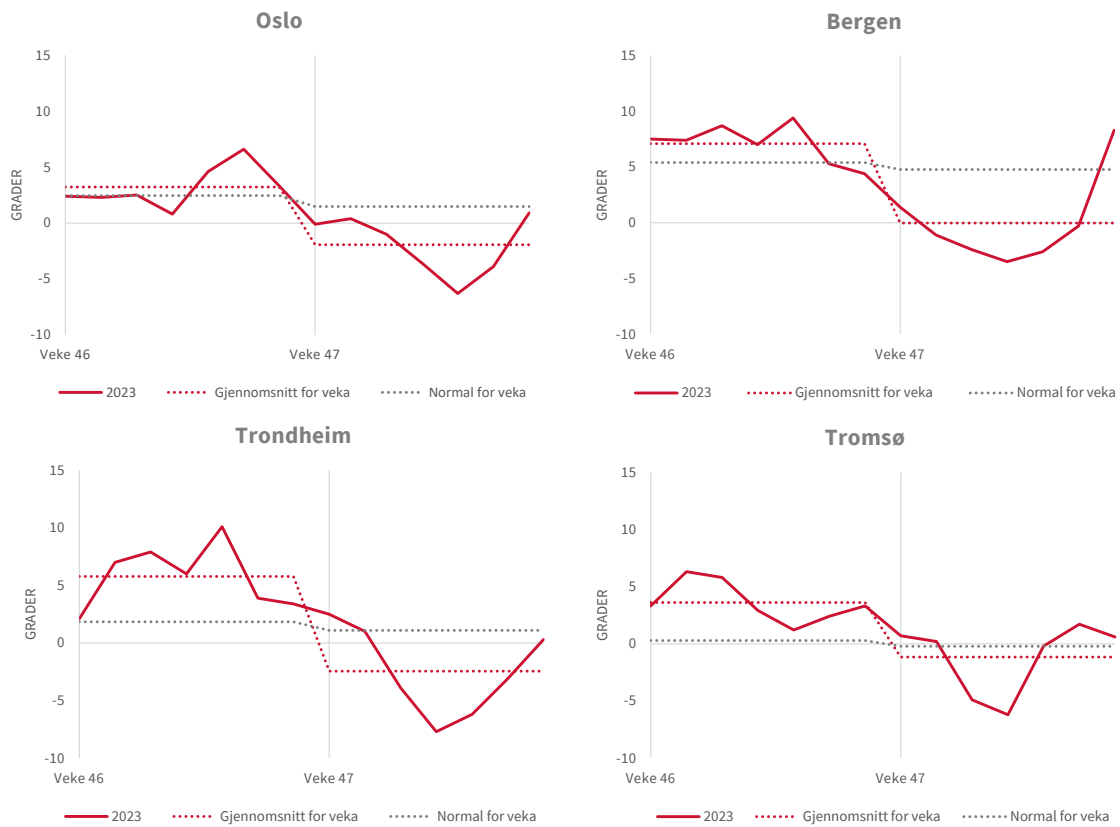 Oslo
15
10
5
0
-5
-10
GRADER
Veke 46
Veke 47
2023
Gjennomsnitt for veka
Normal for veka
Bergen
15
10
5
0
-5
-10
GRADER
Veke 46
Veke 47
2023
Gjennomsnitt for veka
Normal for veka
Trondheim
15
10
5
0
-5
-10
GRADER
Veke 46
Veke 47
2023
Gjennomsnitt for veka
Normal for veka
Tromsø
15
10
5
0
-5
-10
GRADER
Veke 46
Veke 47
2023
Gjennomsnitt for veka
Normal for veka